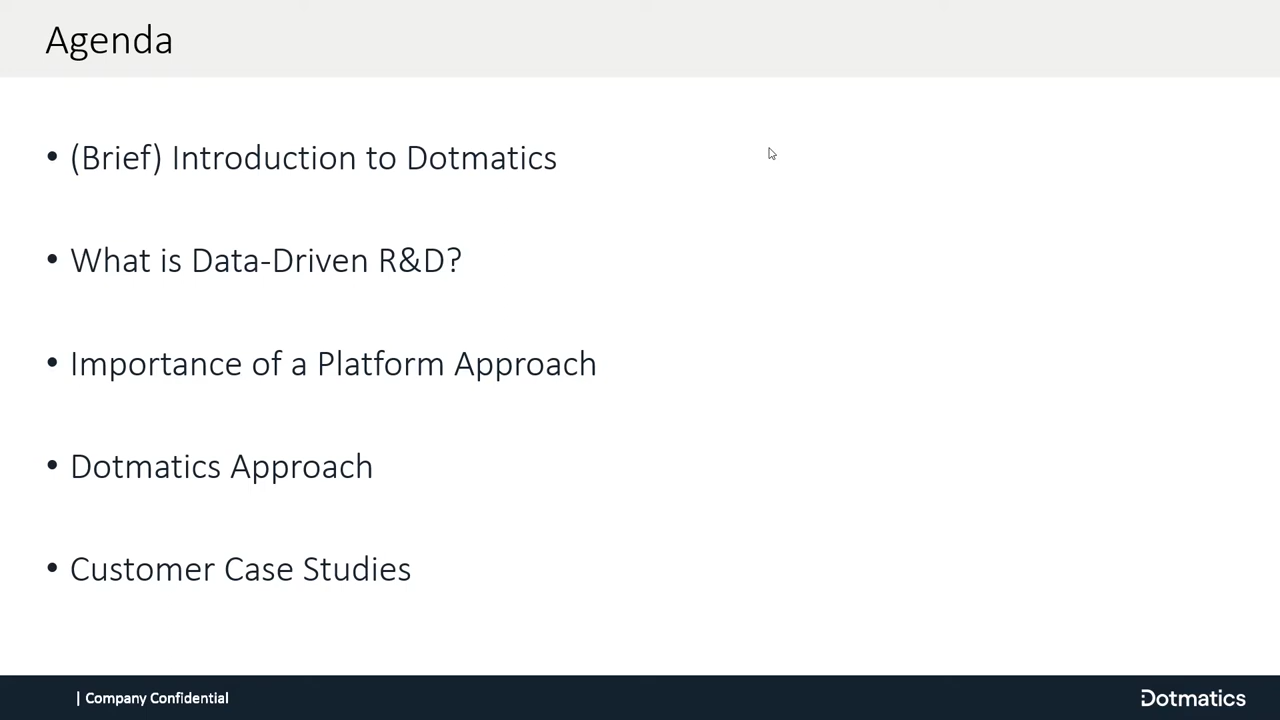 Agenda
• (Brief) Introduction to Dotmatics
• What is Data-Driven R&D?
• Importance of a Platform Approach
• Dotmatics Approach
• Customer Case Studies
| Company Confidential
Dotmatics